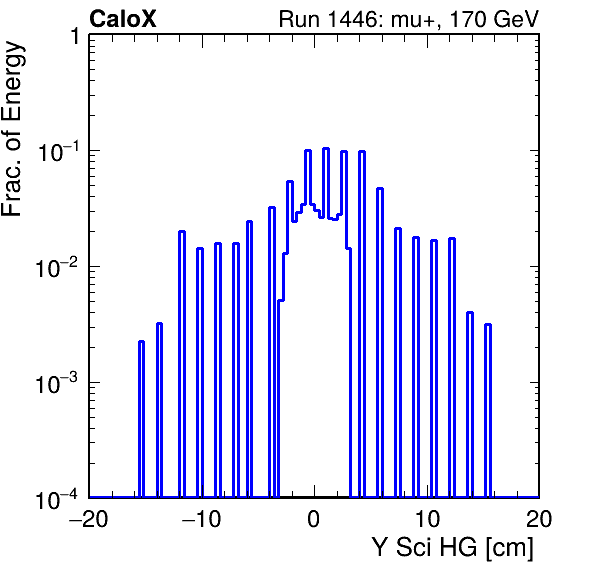 CaloX Run 1446: mu+, 170 GeV
Frac. of Energy
1
10⁻¹
10⁻²
10⁻³
10⁻⁴
−20 −10 0 10 20
Y Sci HG [cm]